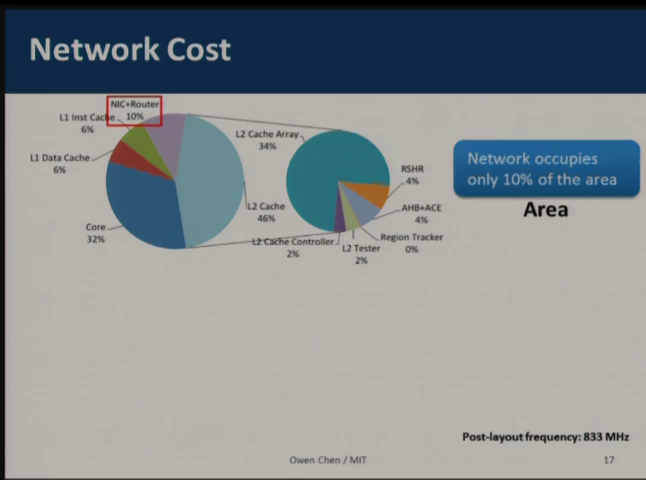 Network Cost
NIC+Router
10%
L1 Inst Cache
6%
L1 Data Cache
6%
Core
32%
L2 Cache
46%
L2 Cache Array
34%
RSHR
4%
AHB+ACE
4%
Region Tracker
0%
L2 Tester
2%
L2 Cache Controller
2%
Network occupies
only 10% of the area
Area
Post-layout frequency: 833 MHz
Owen Chen / MIT
17